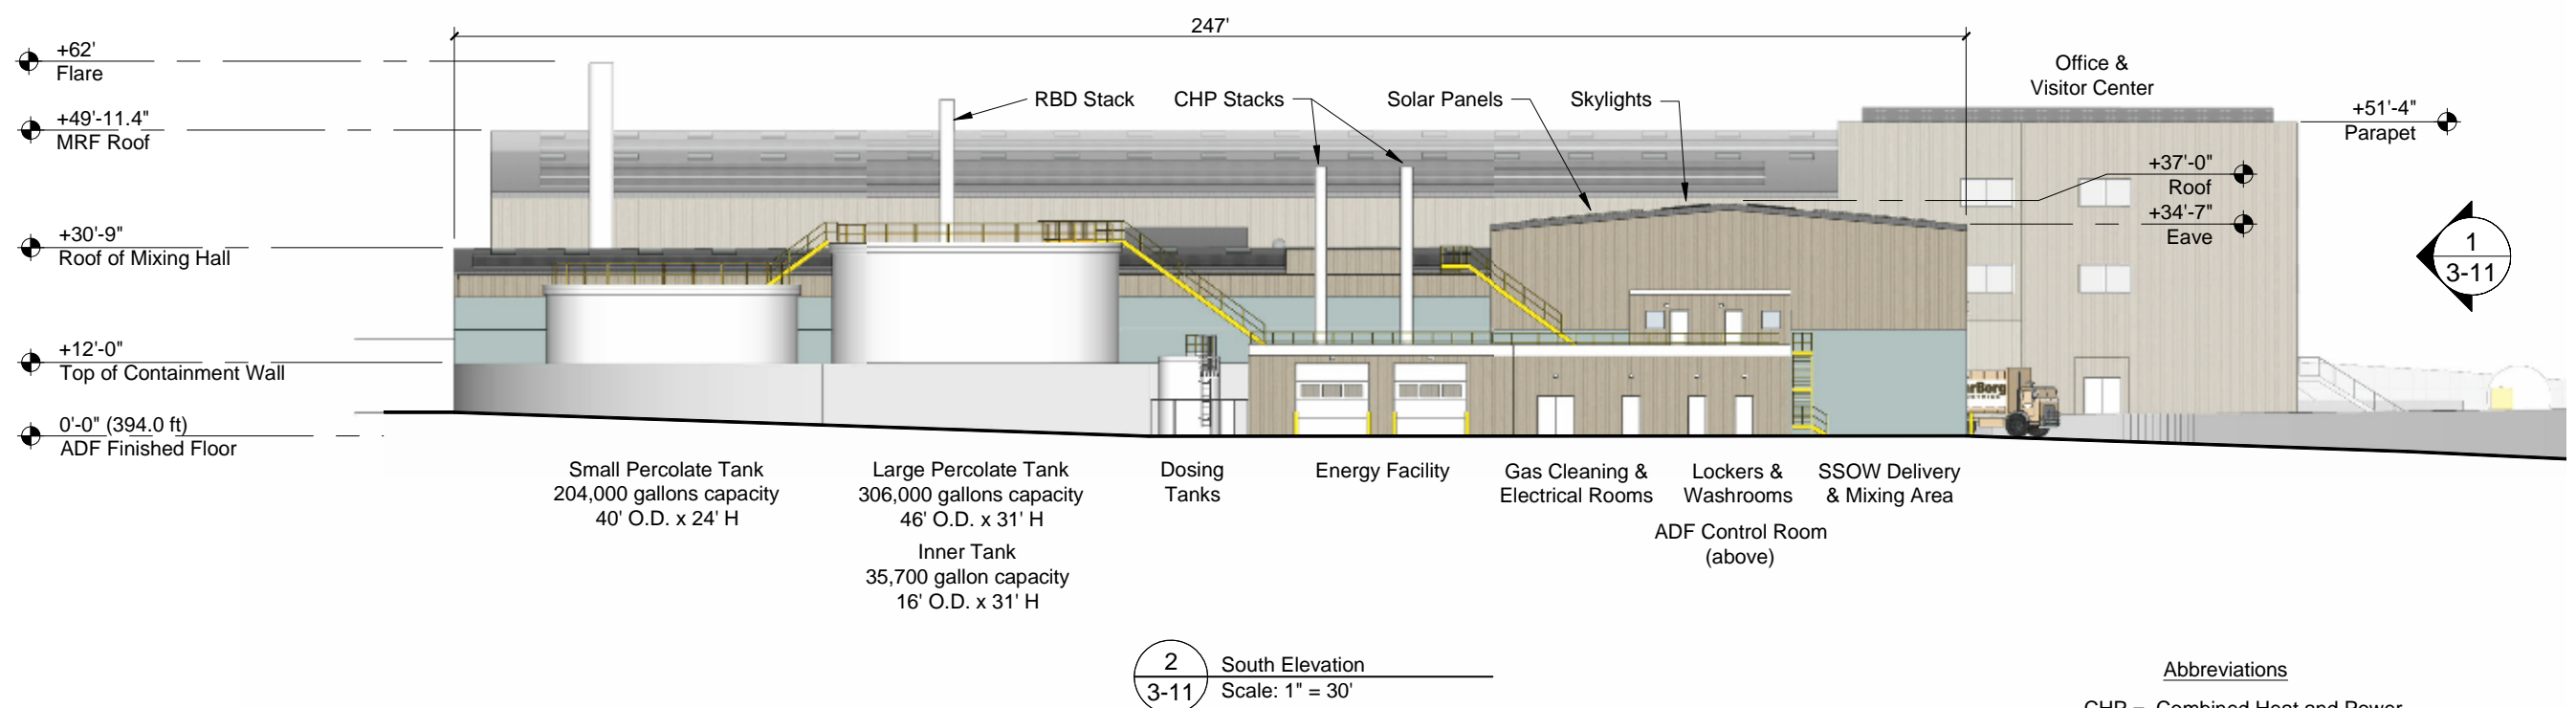 247'
+62'
Flare
+49'-11.4"
MRF Roof
+30'-9"
Roof of Mixing Hall
+12'-0"
Top of Containment Wall
0'-0" (394.0 ft)
ADF Finished Floor
RBD Stack
CHP Stacks
Solar Panels
Skylights
Office &
Visitor Center
+51'-4"
Parapet
+37'-0"
Roof
+34'-7"
Eave
1
3-11
Small Percolate Tank
204,000 gallons capacity
40' O.D. x 24' H
Large Percolate Tank
306,000 gallons capacity
46' O.D. x 31' H
Inner Tank
35,700 gallon capacity
16' O.D. x 31' H
Dosing
Tanks
Energy Facility
Gas Cleaning &
Electrical Rooms
Lockers &
Washrooms
ADF Control Room
(above)
SSOW Delivery
& Mixing Area
2
3-11
South Elevation
Scale: 1" = 30'
Abbreviations
CHP = Combined Heat and Power